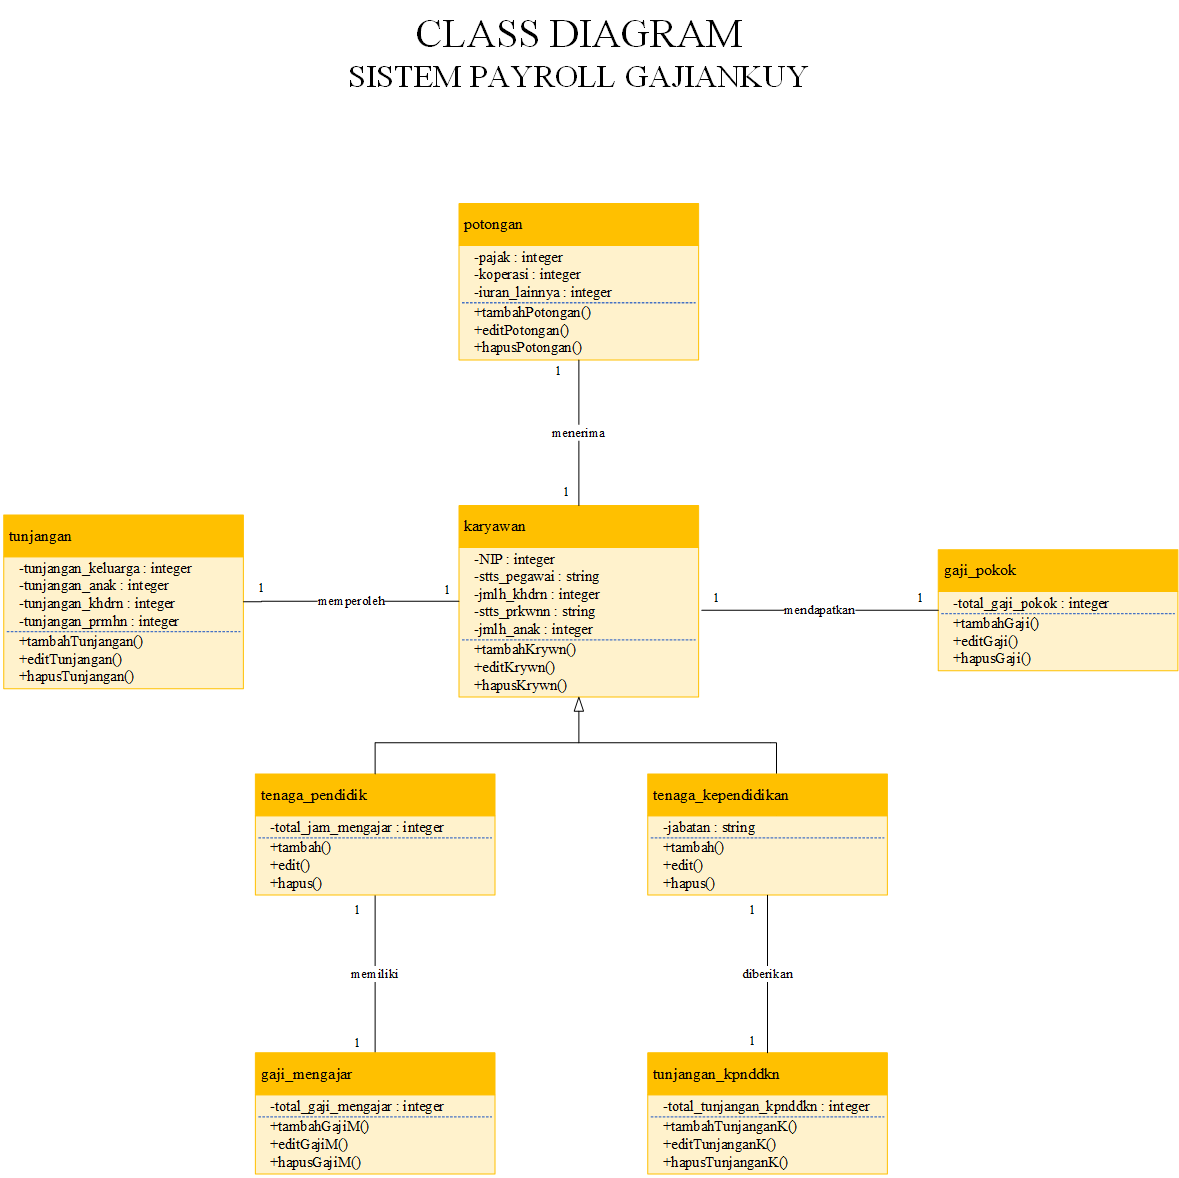 CLASS DIAGRAM
SISTEM PAYROLL GAJIANKUY
potongan
-pajak : integer
-koperasi : integer
-iuran_lainnya : integer
+tambahPotongan()
+editPotongan()
+hapusPotongan()
1
menerima
1
tunjangan
-tunjangan_keluarga : integer
-tunjangan_anak : integer
-tunjangan_khdrn : integer
-tunjangan_prmhn : integer
+tambahTunjangan()
+editTunjangan()
+hapusTunjangan()
1
memperoleh
1
karyawan
-NIP : integer
-stts_pegawai : string
-jmlh_khdrn : integer
-stts_prkwnn : string
-jmlh_anak : integer
+tambahKrywn()
+editKrywn()
+hapusKrywn()
1
mendapatkan
1
gaji_pokok
-total_gaji_pokok : integer
+tambahGaji()
+editGaji()
+hapusGaji()
tenaga_pendidik
-total_jam_mengajar : integer
+tambah()
+edit()
+hapus()
tenaga_kependidikan
-jabatan : string
+tambah()
+edit()
+hapus()
1
memiliki
1
1
diberikan
1
gaji_mengajar
-total_gaji_mengajar : integer
+tambahGajiM()
+editGajiM()
+hapusGajiM()
tunjangan_kpnddkn
-total_tunjangan_kpnddkn : integer
+tambahTunjanganK()
+editTunjanganK()
+hapusTunjanganK()